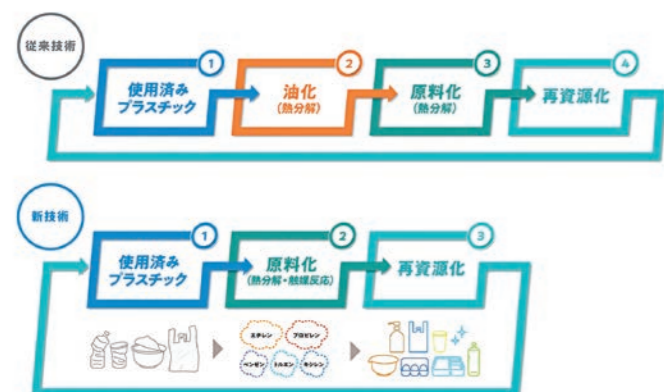 従来技術
1
使用済み
プラスチック
2
油化
(熱分解)
3
原料化
(熱分解)
4
再資源化
新技術
1
使用済み
プラスチック
2
原料化
(熱分解・触媒反応)
3
再資源化
エチレン
プロピレン
ベンゼン
トルエン
キシレン